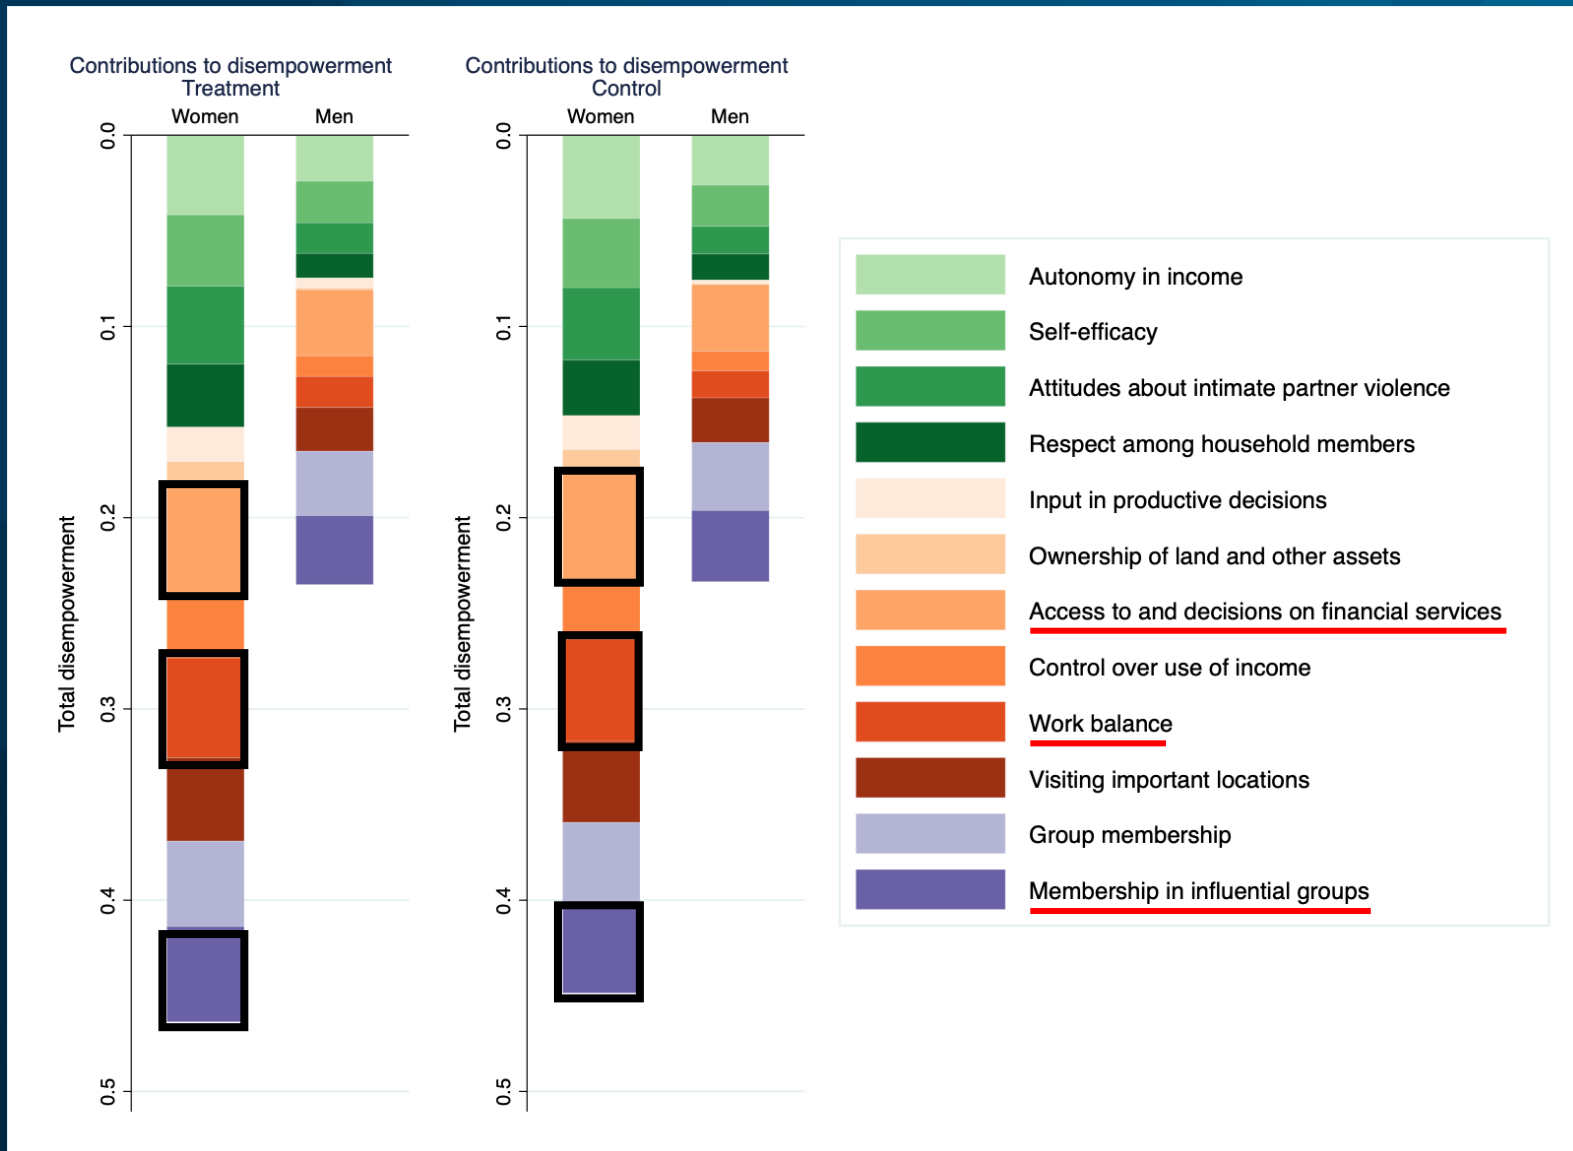 Contributions to disempowerment
Treatment
Women Men
0.0
0.1
0.2
0.3
0.4
0.5
Total disempowerment
Contributions to disempowerment
Control
Women Men
0.0
0.1
0.2
0.3
0.4
0.5
Total disempowerment
Autonomy in income
Self-efficacy
Attitudes about intimate partner violence
Respect among household members
Input in productive decisions
Ownership of land and other assets
Access to and decisions on financial services
Control over use of income
Work balance
Visiting important locations
Group membership
Membership in influential groups